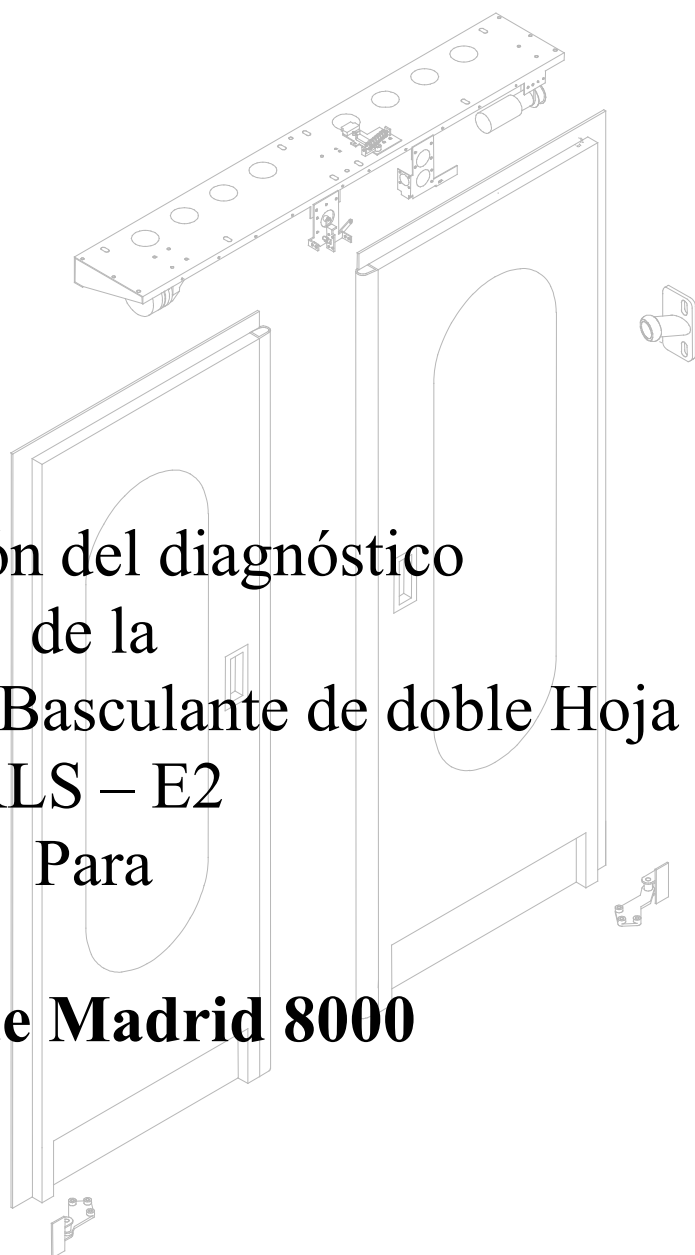 on del diagnóstico
de la
Basculante de doble Hoja
LS – E2
Para
e Madrid 8000